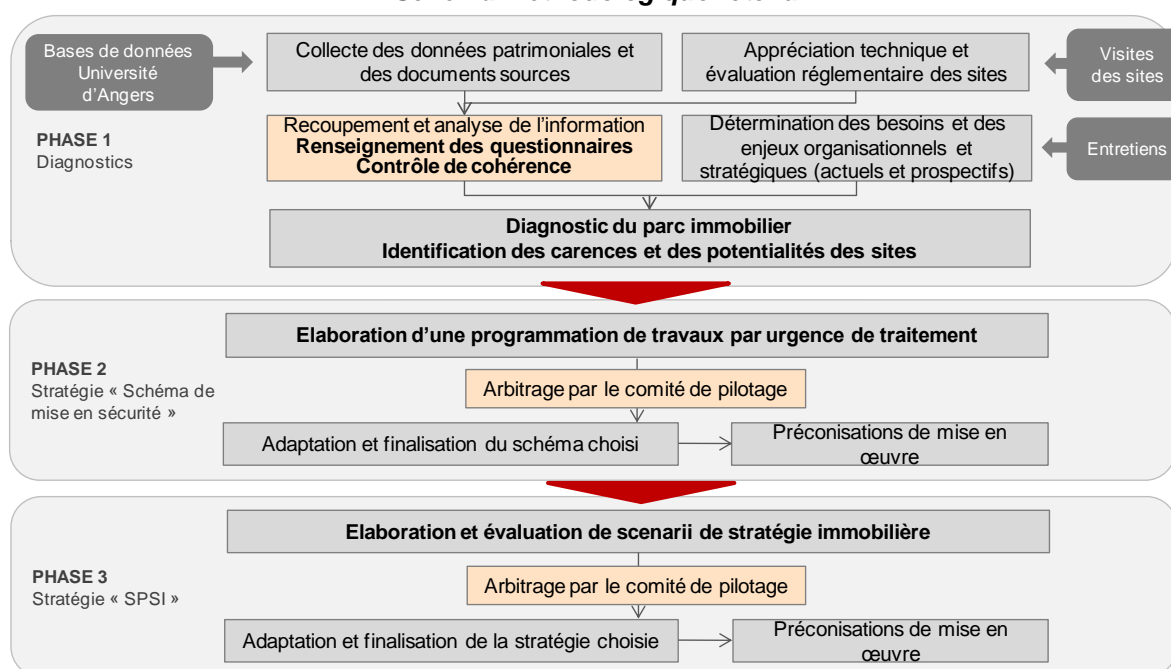 Bases de données
Université
d'Angers
Collecte des données patrimoniales et
des documents sources
Appréciation technique et
évaluation réglementaire des sites
Visites
des sites
PHASE 1
Diagnostics
Recoupement et analyse de l'information
Renseignement des questionnaires
Contrôle de cohérence
Détermination des besoins et des
enjeux organisationnels et
stratégiques (actuels et prospectifs)
Entretiens
Diagnostic du parc immobilier
Identification des carences et des potentialités des sites
Elaboration d'une programmation de travaux par urgence de traitement
PHASE 2
Stratégie « Schéma de
mise en sécurité »
Arbitrage par le comité de pilotage
Adaptation et finalisation du schéma choisi
Préconisations de mise en
œuvre
Elaboration et évaluation de scenarii de stratégie immobilière
PHASE 3
Stratégie « SPSI »
Arbitrage par le comité de pilotage
Adaptation et finalisation de la stratégie choisie
Préconisations de mise en
œuvre